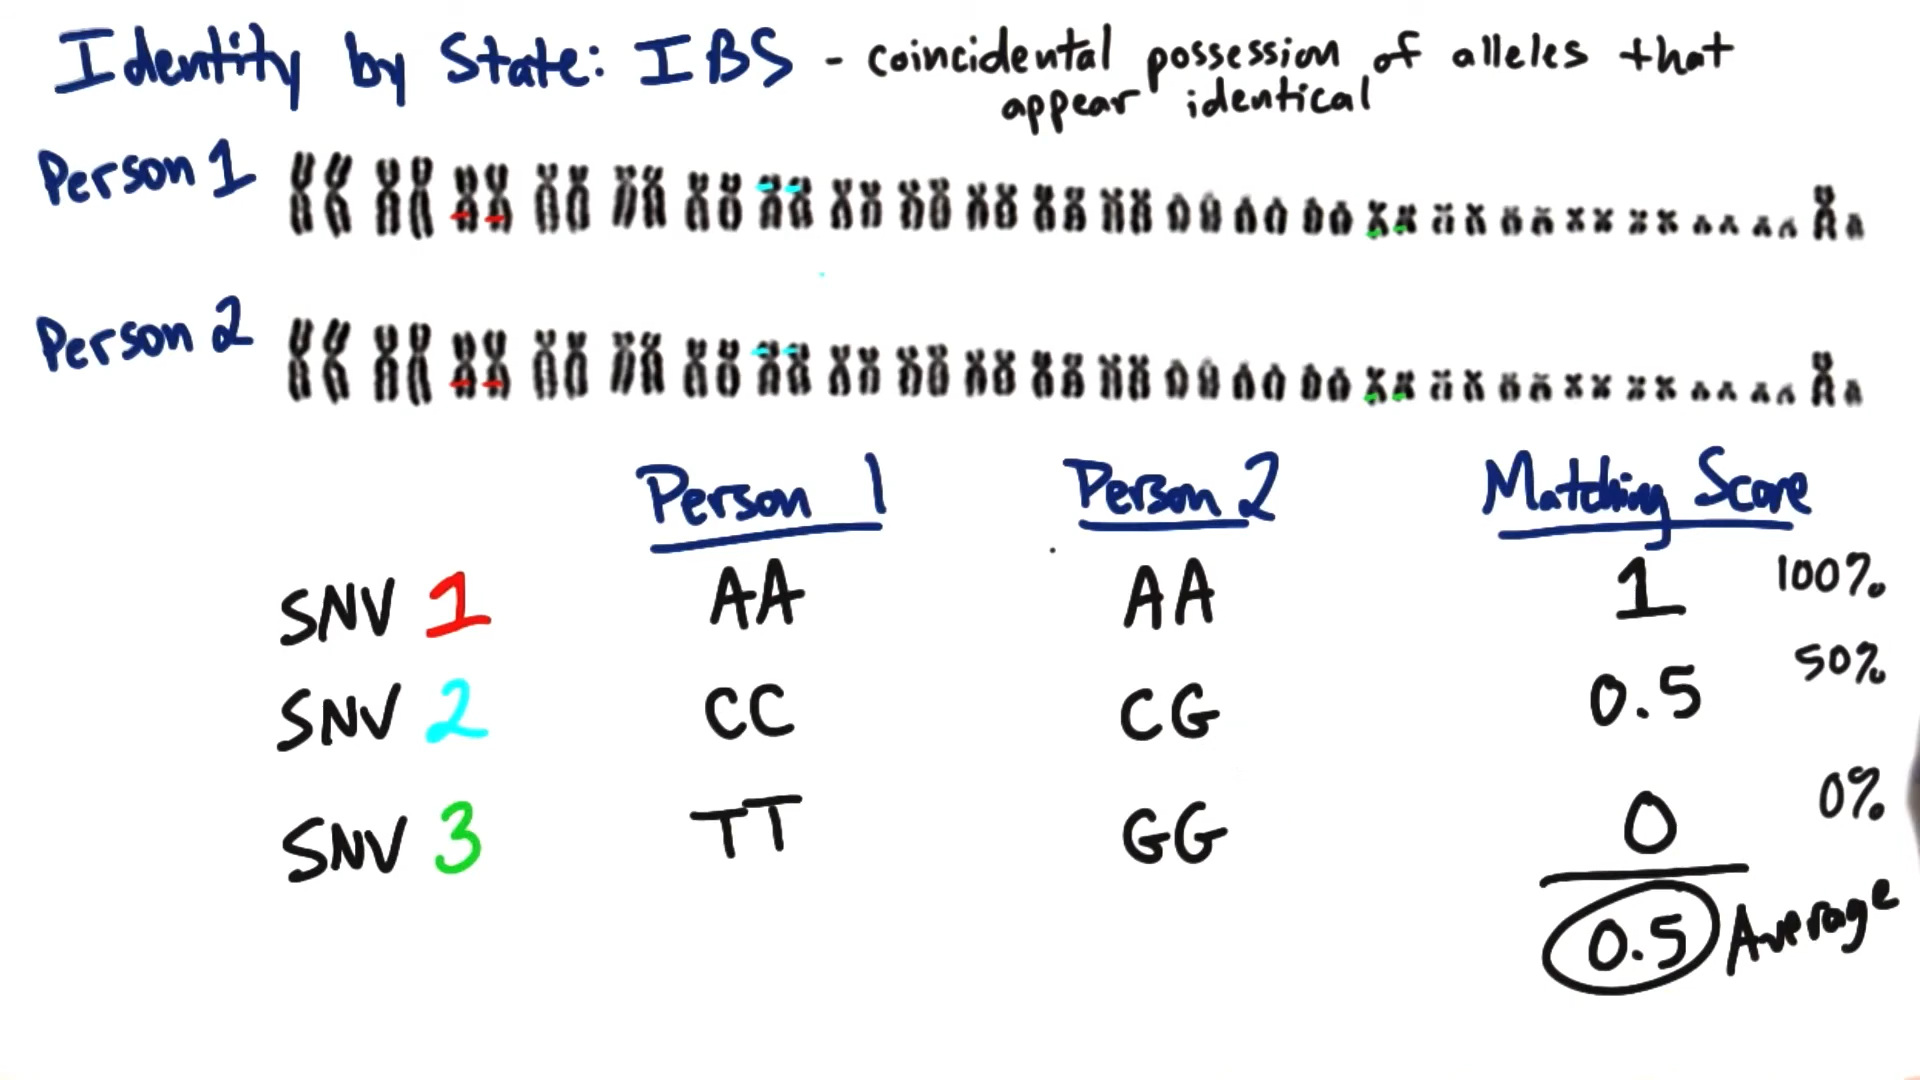 Identity by State: IBS - coincidental possession of alleles that
appear identical
Person 1
Person 2
Person 1 Person 2 Matching Score
SNV 1 AA AA 1 100%
SNV 2 CC CG 0.5 50%
SNV 3 TT GG 0 0%
0.5 Average